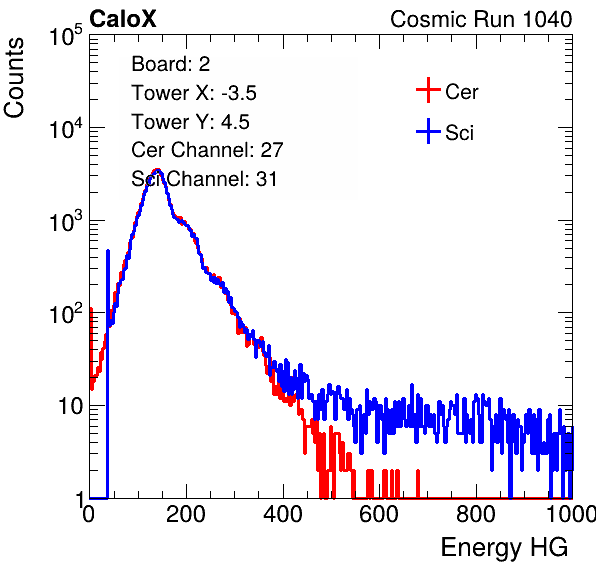 CaloX Cosmic Run 1040
Board: 2
Tower X: -3.5
Tower Y: 4.5
Cer Channel: 27
Sci Channel: 31
Cer
Sci
Counts
10^5
10^4
10^3
10^2
10
1
0 200 400 600 800 1000
Energy HG